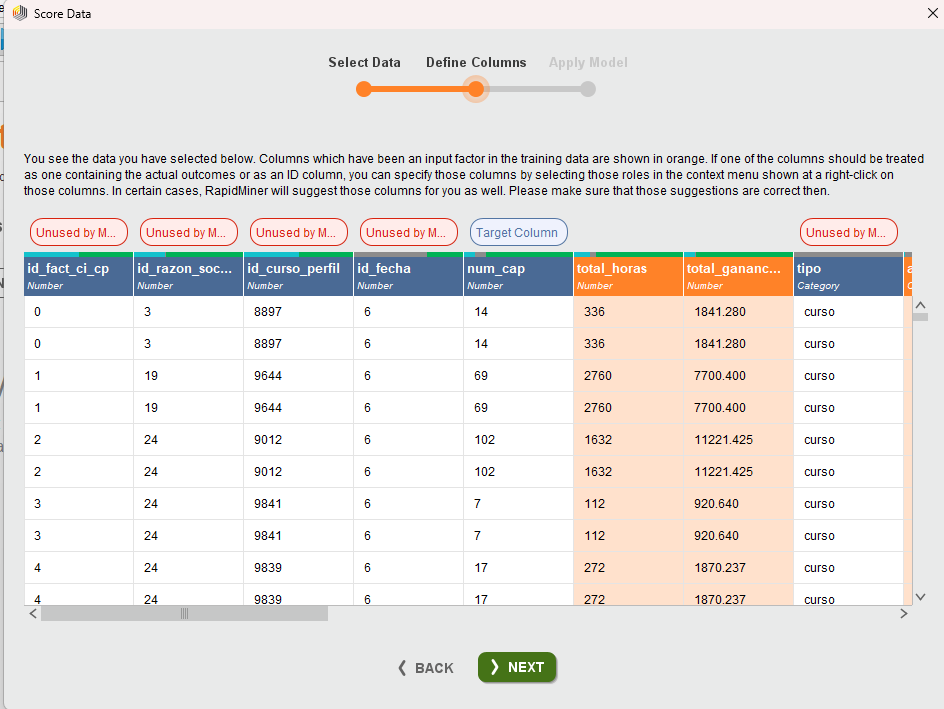 Score Data
Select Data Define Columns Apply Model
You see the data you have selected below. Columns which have been an input factor in the training data are shown in orange. If one of the columns should be treated
as one containing the actual outcomes or as an ID column, you can specify those columns by selecting those roles in the context menu shown at a right-click on
those columns. In certain cases, RapidMiner will suggest those columns for you as well. Please make sure that those suggestions are correct then.
Unused by M... Unused by M... Unused by M... Unused by M... Target Column Unused by M...
id_fact_ci_cp id_razon_soc... id_curso_perfil id_fecha num_cap total_horas total_gananc... tipo
Number Number Number Number Number Number Number Category
0 3 8897 6 14 336 1841.280 curso
0 3 8897 6 14 336 1841.280 curso
1 19 9644 6 69 2760 7700.400 curso
1 19 9644 6 69 2760 7700.400 curso
2 24 9012 6 102 1632 11221.425 curso
2 24 9012 6 102 1632 11221.425 curso
3 24 9841 6 7 112 920.640 curso
3 24 9841 6 7 112 920.640 curso
4 24 9839 6 17 272 1870.237 curso
4 24 9839 6 17 272 1870.237 curso
BACK NEXT